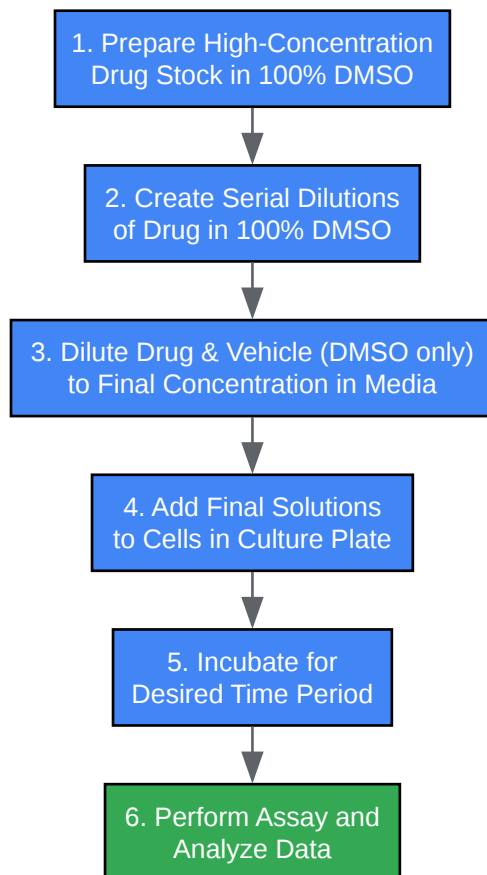 1. Prepare High-Concentration
Drug Stock in 100% DMSO
2. Create Serial Dilutions
of Drug in 100% DMSO
3. Dilute Drug & Vehicle (DMSO only)
to Final Concentration in Media
4. Add Final Solutions
to Cells in Culture Plate
5. Incubate for
Desired Time Period
6. Perform Assay and
Analyze Data